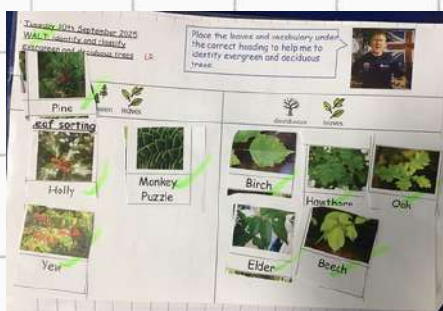 Tuesday 30th September 2025
WALT: identify and classify
evergreen and deciduous trees LR
Place the leaves and vocabulary under
the correct heading to help me to
identify evergreen and deciduous
trees.
Pine
leaves
deciduous
leaves
Leaf sorting
Holly
Monkey
Puzzle
Birch
Hawthorn
Oak
Yew
Elder
Beech